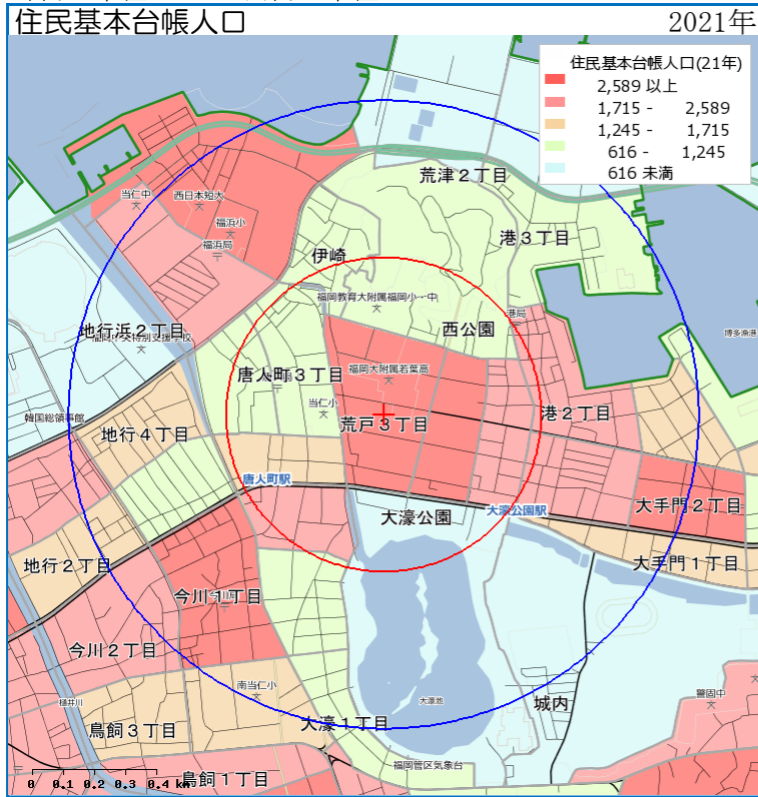 住民基本台帳人口
2021年
住民基本台帳人口(21年)
2,589 以上
1,715 - 2,589
1,245 - 1,715
616 - 1,245
616 未満
荒津2丁目
当仁中
西日本短大
福浜小
福浜局
港3丁目
伊崎
福岡教育大附属福岡小・中
港局
地行浜2丁目
西公園
博多漁港
福岡大附属若葉高
唐人町3丁目
当仁小
韓国総領事館
荒戸3丁目
港2丁目
地行4丁目
唐人町駅
大濠公園
大濠公園駅
大手門2丁目
地行2丁目
大手門1丁目
今川1丁目
今川2丁目
南当仁小
警固中
樋井川
大濠池
城内
鳥飼3丁目
大濠1丁目
福岡管区気象台
鳥飼1丁目
0 0.1 0.2 0.3 0.4 km